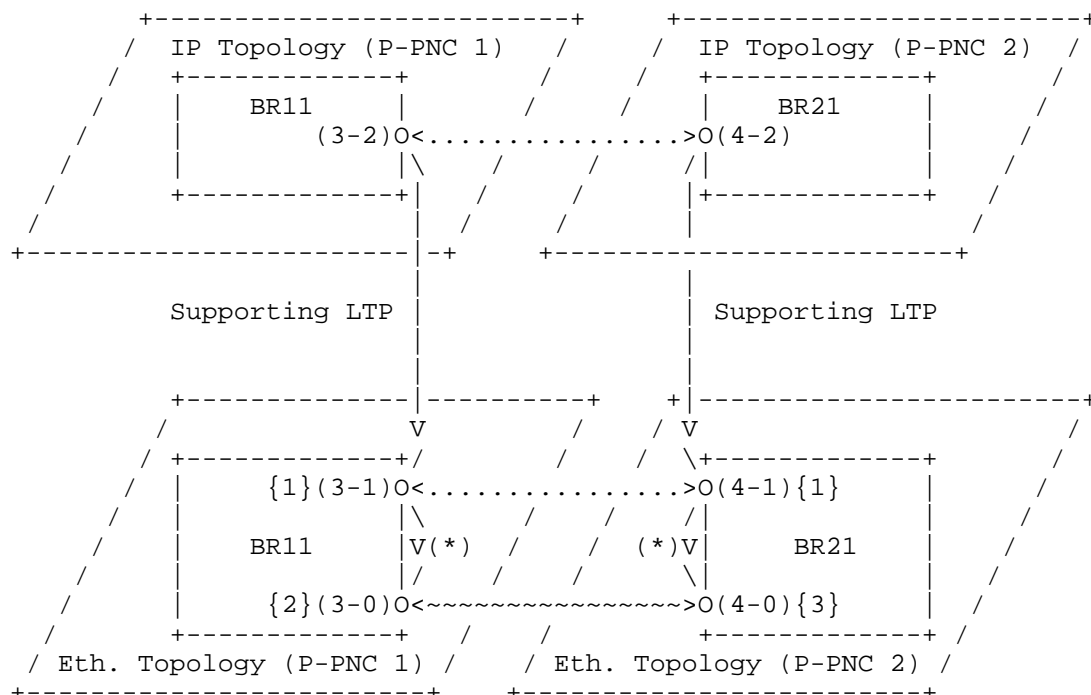 IP Topology (P-PNC 1) IP Topology (P-PNC 2)
BR11 BR21
(3-2)O O(4-2)
Supporting LTP Supporting LTP
V V
{1}(3-1)O O(4-1){1}
BR11 V(*) (*)V BR21
{2}(3-0)O O(4-0){3}
Eth. Topology (P-PNC 1) Eth. Topology (P-PNC 2)